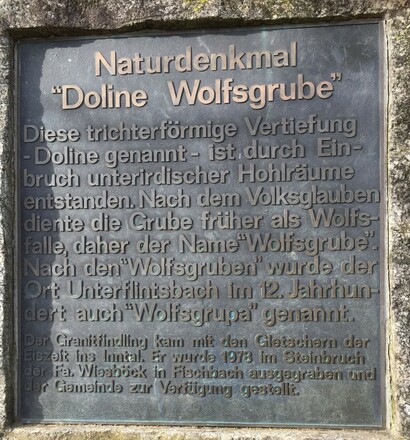 Naturdenkmal
"Doline Wolfsgrube"
Diese trichterförmige Vertiefung
- Doline genannt - ist durch Ein-
bruch unterirdischer Hohlräume
entstanden. Nach dem Volksglauben
diente die Grube früher als Wolfs-
falle, daher der Name "Wolfsgrube".
Nach den "Wolfsgruben" wurde der
Ort Unterflintsbach im 12. Jahrhun-
dert auch "Wolfsgrupa" genannt.
Der Granitfindling kam mit den Gletschern der
Eiszeit ins Inntal. Er wurde 1978 im Steinbruch
der Fa. Wiesböck in Fischbach ausgegraben und
der Gemeinde zur Verfügung gestellt.